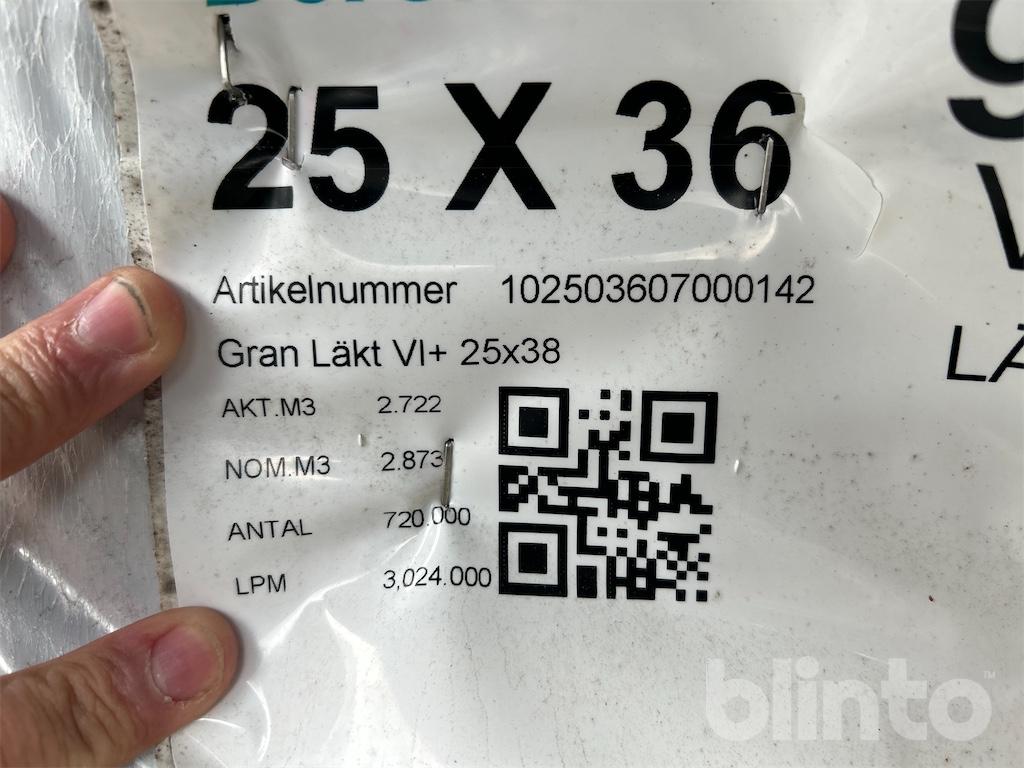 25 X 36
Artikelnummer 102503607000142
Gran Läkt VI+ 25x38
AKT.M3 2.722
NOM.M3 2.873
ANTAL 720.000
LPM 3,024.000
blinto™